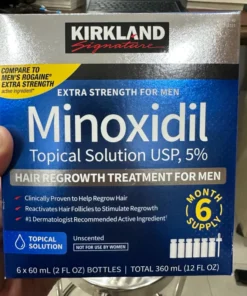 KIRKLAND
Signature
COMPARE TO
MEN'S ROGAINE®
EXTRA STRENGTH
active ingredient*
EXTRA STRENGTH FOR MEN
Minoxidil
Topical Solution USP, 5%
HAIR REGROWTH TREATMENT FOR MEN
Clinically Proven to Help Regrow Hair
Reactivates Hair Follicles to Stimulate Regrowth
#1 Dermatologist Recommended Active Ingredient†
MONTH
6
SUPPLY
TOPICAL
SOLUTION
Unscented
NOT FOR USE BY WOMEN
6 x 60 mL (2 FL OZ) BOTTLES | TOTAL 360 mL (12 FL OZ)